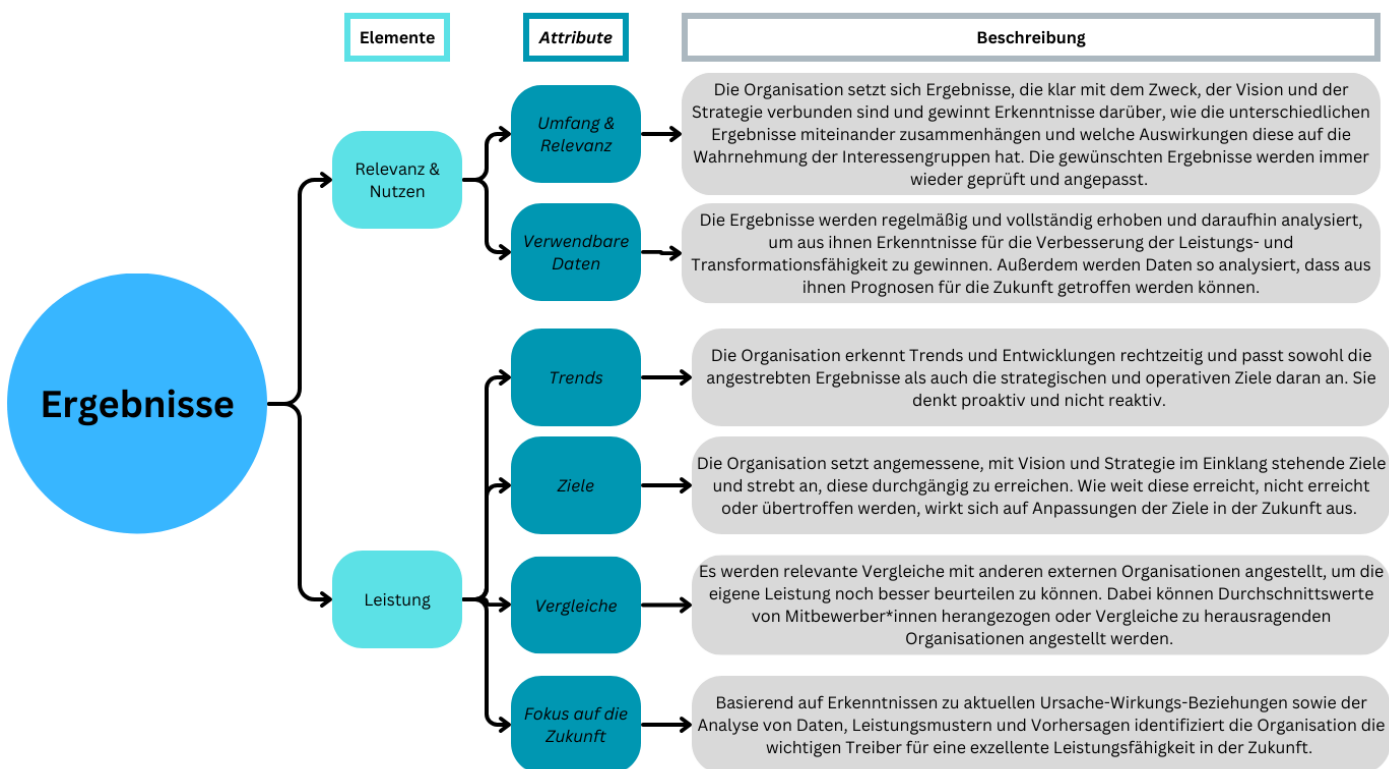 Elemente
Attribute
Beschreibung
Ergebnisse
Relevanz &
Nutzen
Umfang &
Relevanz
Die Organisation setzt sich Ergebnisse, die klar mit dem Zweck, der Vision und der
Strategie verbunden sind und gewinnt Erkenntnisse darüber, wie die unterschiedlichen
Ergebnisse miteinander zusammenhängen und welche Auswirkungen diese auf die
Wahrnehmung der Interessengruppen hat. Die gewünschten Ergebnisse werden immer
wieder geprüft und angepasst.
Verwendbare
Daten
Die Ergebnisse werden regelmäßig und vollständig erhoben und daraufhin analysiert,
um aus ihnen Erkenntnisse für die Verbesserung der Leistungs- und
Transformationsfähigkeit zu gewinnen. Außerdem werden Daten so analysiert, dass aus
ihnen Prognosen für die Zukunft getroffen werden können.
Leistung
Trends
Die Organisation erkennt Trends und Entwicklungen rechtzeitig und passt sowohl die
angestrebten Ergebnisse als auch die strategischen und operativen Ziele daran an. Sie
denkt proaktiv und nicht reaktiv.
Ziele
Die Organisation setzt angemessene, mit Vision und Strategie im Einklang stehende Ziele
und strebt an, diese durchgängig zu erreichen. Wie weit diese erreicht, nicht erreicht
oder übertroffen werden, wirkt sich auf Anpassungen der Ziele in der Zukunft aus.
Vergleiche
Es werden relevante Vergleiche mit anderen externen Organisationen angestellt, um die
eigene Leistung noch besser beurteilen zu können. Dabei können Durchschnittswerte
von Mitbewerber*innen herangezogen oder Vergleiche zu herausragenden
Organisationen angestellt werden.
Fokus auf die
Zukunft
Basierend auf Erkenntnissen zu aktuellen Ursache-Wirkungs-Beziehungen sowie der
Analyse von Daten, Leistungsmustern und Vorhersagen identifiziert die Organisation die
wichtigen Treiber für eine exzellente Leistungsfähigkeit in der Zukunft.